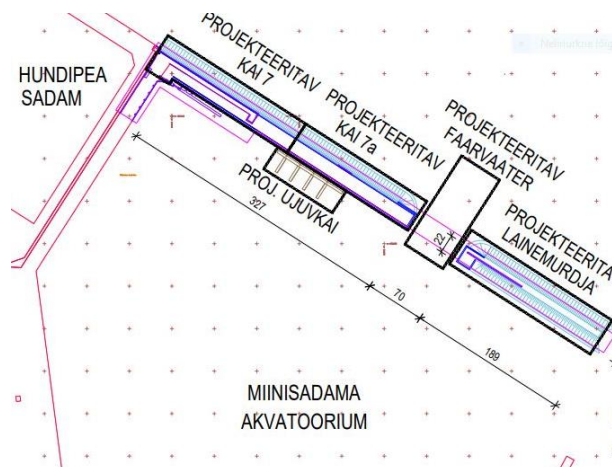 HUNDIPEA
SADAM
PROJEKTEERITAV
KAI 7
PROJEKTEERITAV
KAI 7a
PROJEKTEERITAV
FAARVAATER
PROJEKTEERITA
LAINEMURDJA
PROJ. UJUVKAI
327
22
70
189
MIINISADAMA
AKVATOORIUM